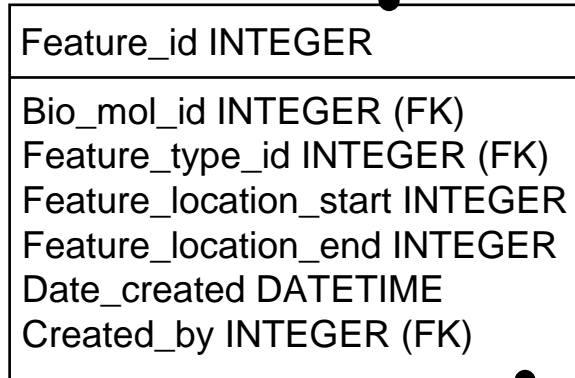 Feature_id INTEGER
Bio_mol_id INTEGER (FK)
Feature_type_id INTEGER (FK)
Feature_location_start INTEGER
Feature_location_end INTEGER
Date_created DATETIME
Created_by INTEGER (FK)